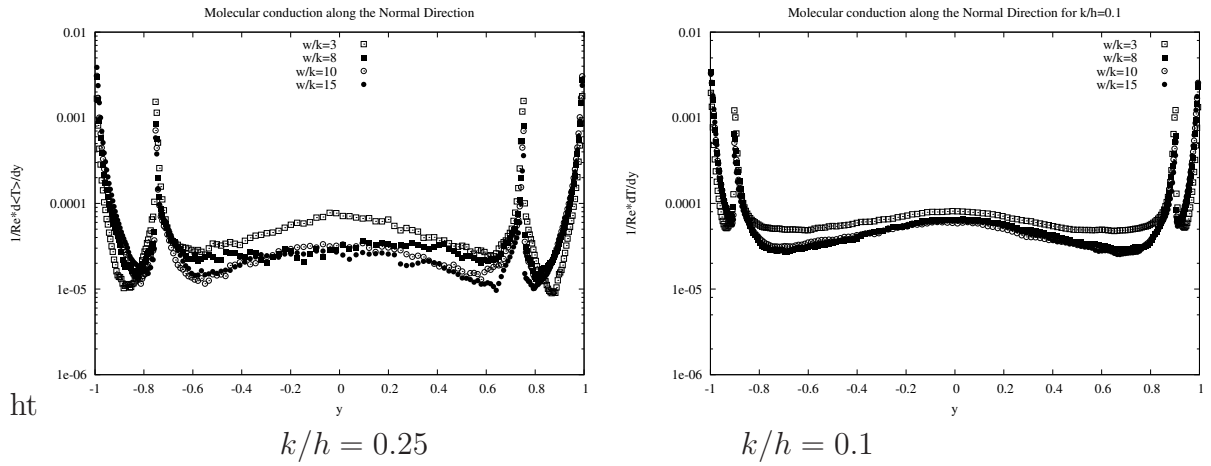 Molecular conduction along the Normal Direction
0.01
0.001
0.0001
1e-05
1e-06
1/Re*d<T>/dy
w/k=3
w/k=8
w/k=10
w/k=15
-1 -0.8 -0.6 -0.4 -0.2 0 0.2 0.4 0.6 0.8 1
y
Molecular conduction along the Normal Direction for k/h=0.1
0.01
0.001
0.0001
1e-05
1e-06
1/Re*dT/dy
w/k=3
w/k=8
w/k=10
w/k=15
-1 -0.8 -0.6 -0.4 -0.2 0 0.2 0.4 0.6 0.8 1
y
ht
k/h = 0.25
k/h = 0.1